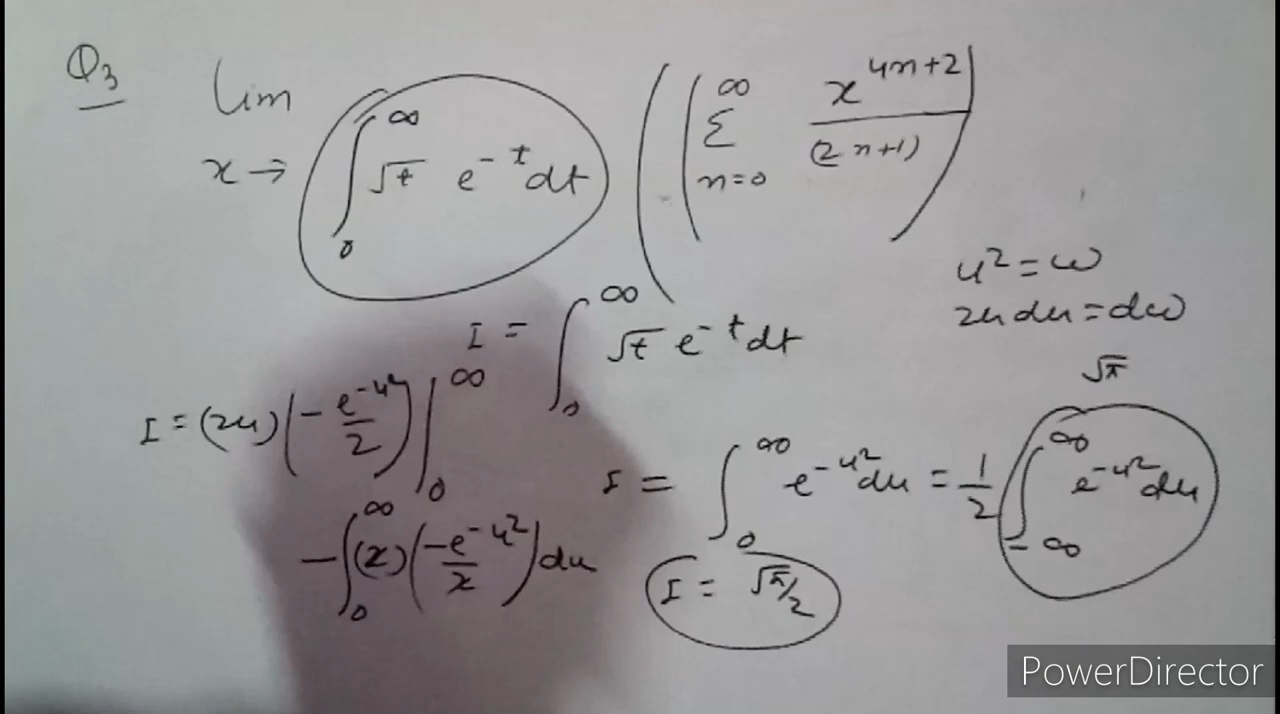 Q3 lim x→ ∫₀^∞ √t e^-t dt ( ( Σ n=0 ∞ x^4n+2 / (2n+1) )
u² = ω
2u du = dω
I = ∫₀^∞ √t e^-t dt
I = (2u) ( - e^-u² / 2 ) |₀^∞
- ∫₀^∞ (2) ( -e^-u² / 2 ) du
√π
I = ∫₀^∞ e^-u² du = 1/2 ∫_-∞^∞ e^-u² du
I = √π/2
PowerDirector